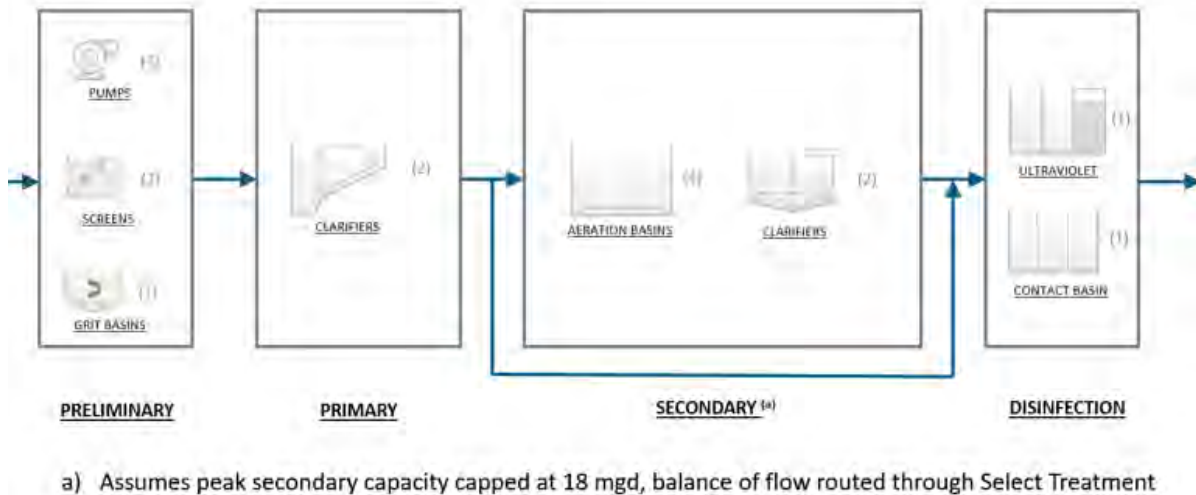 PUMPS
SCREENS
GRIT BASINS
(2)
CLARIFIERS
(4)
AERATION BASINS
(2)
CLARIFIERS
(1)
ULTRAVIOLET
(1)
CONTACT BASIN
PRELIMINARY
PRIMARY
SECONDARY (a)
DISINFECTION
a) Assumes peak secondary capacity capped at 18 mgd, balance of flow routed through Select Treatment